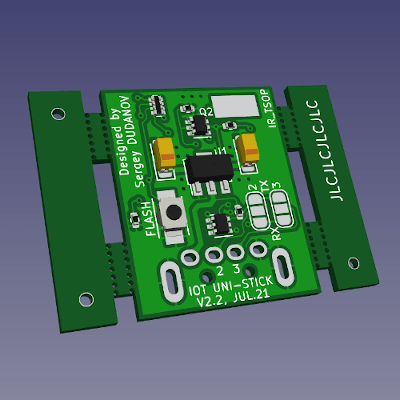 Designed by
Sergey DUDANOV
IR_TSOP
Q2
U1
JLCJLCJLCJLC
FLASH
2
TX
3
RX
2 3
IOT UNI-STICK
V2.2, JUL.21